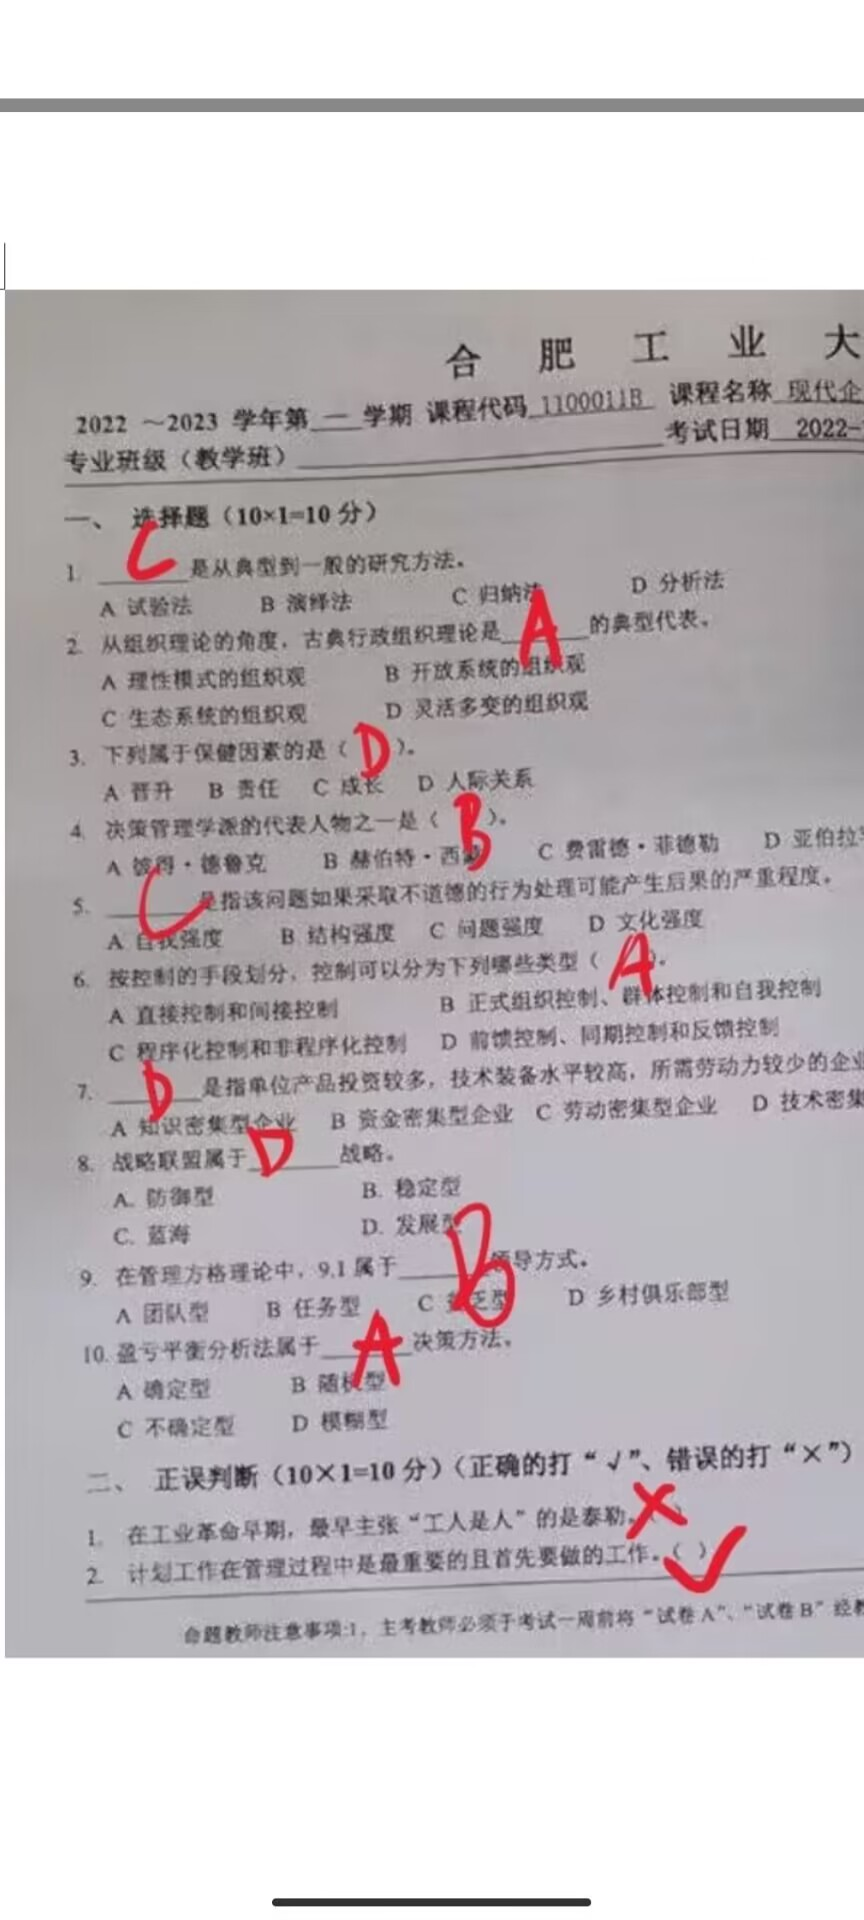 合 肥 工 业 大
2022 ~2023 学年第 一 学期 课程代码 1100011B 课程名称 现代企
专业班级（教学班） 考试日期 2022-
一、 选择题（10×1=10 分）
1. C 是从典型到一般的研究方法。
A 试验法 B 演绎法 C 归纳法 D 分析法
2. 从组织理论的角度，古典行政组织理论是 A 的典型代表。
A 理性模式的组织观 B 开放系统的组织观
C 生态系统的组织观 D 灵活多变的组织观
3. 下列属于保健因素的是（ D ）。
A 晋升 B 责任 C 成长 D 人际关系
4. 决策管理学派的代表人物之一是（ B ）。
A 彼得·德鲁克 B 赫伯特·西蒙 C 费雷德·菲德勒 D 亚伯拉罕
5. C 是指该问题如果采取不道德的行为处理可能产生后果的严重程度。
A 自我强度 B 结构强度 C 问题强度 D 文化强度
6. 按控制的手段划分，控制可以分为下列哪些类型（ A ）。
A 直接控制和间接控制 B 正式组织控制、群体控制和自我控制
C 程序化控制和非程序化控制 D 前馈控制、同期控制和反馈控制
7. D 是指单位产品投资较多，技术装备水平较高，所需劳动力较少的企业
A 知识密集型企业 B 资金密集型企业 C 劳动密集型企业 D 技术密集
8. 战略联盟属于 D 战略。
A. 防御型 B. 稳定型
C. 蓝海 D. 发展型
9. 在管理方格理论中，9.1 属于 B 领导方式。
A 团队型 B 任务型 C 贫乏型 D 乡村俱乐部型
10. 盈亏平衡分析法属于 A 决策方法。
A 确定型 B 随机型
C 不确定型 D 模糊型
二、 正误判断（10×1=10 分）（正确的打“√”、错误的打“×”）
1. 在工业革命早期，最早主张“工人是人”的是泰勒。（×）
2. 计划工作在管理过程中是最重要的且首先要做的工作。（√）
命题教师注意事项:1、主考教师必须于考试一周前将“试卷 A”、“试卷 B”经教